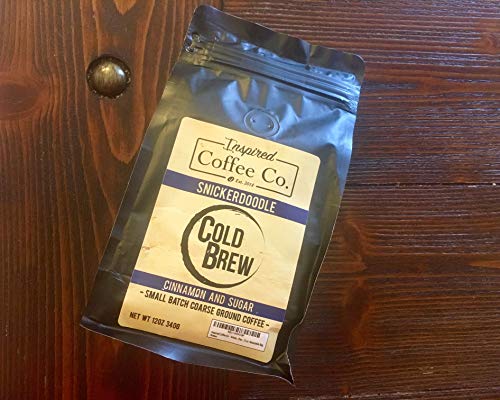 Inspired
Coffee Co.
Est. 2013
SNICKERDOODLE
COLD
BREW
CINNAMON AND SUGAR
- SMALL BATCH COARSE GROUND COFFEE -
NET WT 12OZ 340G